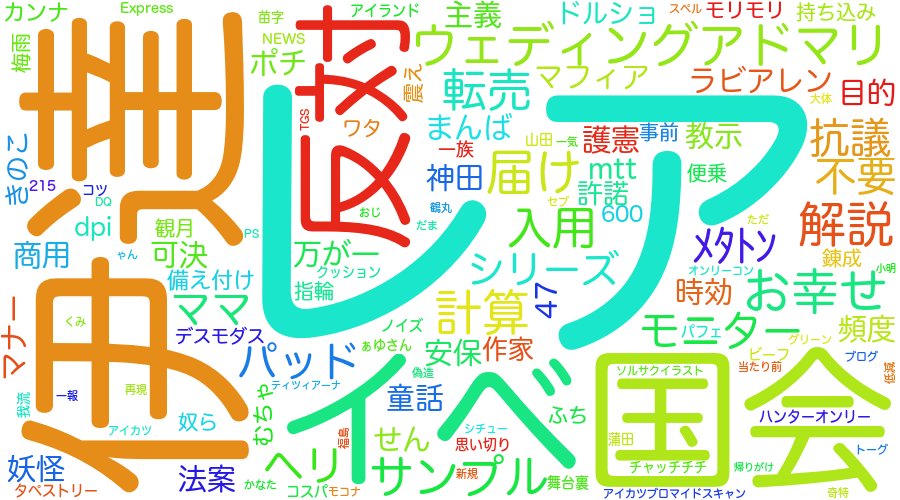 カンナ
Express
苗字
アイランド
主義
ドルショ
スペル
モリモリ
持ち込み
梅雨
NEWS
ポチ
反対
震え
ウェディングアドマリ
伊達
TGS
ワタ
転売
マフィア
ラビアレン
目的
大体
まんば
一族
山田
一気
護憲
事前
教示
抗議
きのこ
215
コツ
DQ
神田
届け
mtt
許諾
便乗
不要
dpi
観月
PS
おじ
鶴丸
だま
セブ
600
ただ
解説
商用
ゃん
可決
万がー
入用
レア
メタトン
錬成
備え付け
クッション
指輪
シリーズ
オンリーコン
小明
マナー
くみ
ママ
計算
47
時効
お幸せ
デスモダス
ノイズ
モニター
パフェ
頻度
グリーン
パッド
ぁゆさん
安保
作家
ビーフ
ブログ
ティツィアーナ
偽造
イベ
国会
ソルサクイラスト
当たり前
低減
我流
一報
再現
むちゃ
童話
アイカツ
奴ら
福島
せん
シチュー
思い切り
ふち
蒲田
ハンターオンリー
妖怪
ヘリ
チャッチチチ
トーグ
法案
サンプル
新規
舞台裏
帰りがけ
タペストリー
かなた
コスパ
モコナ
アイカツブロマイドスキャン
奇特